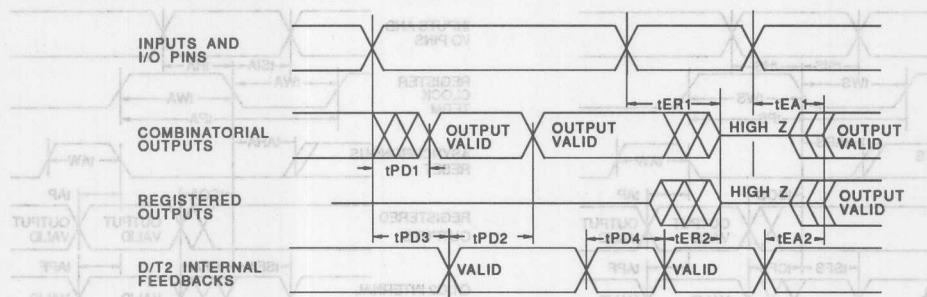 INPUTS AND
I/O PINS
tER1
tEA1
COMBINATORIAL
OUTPUTS
OUTPUT
VALID
OUTPUT
VALID
HIGH Z
OUTPUT
VALID
tPD1
REGISTERED
OUTPUTS
HIGH Z
OUTPUT
VALID
tPD3
tPD2
tPD4
tER2
tEA2
D/T2 INTERNAL
FEEDBACKS
VALID
VALID